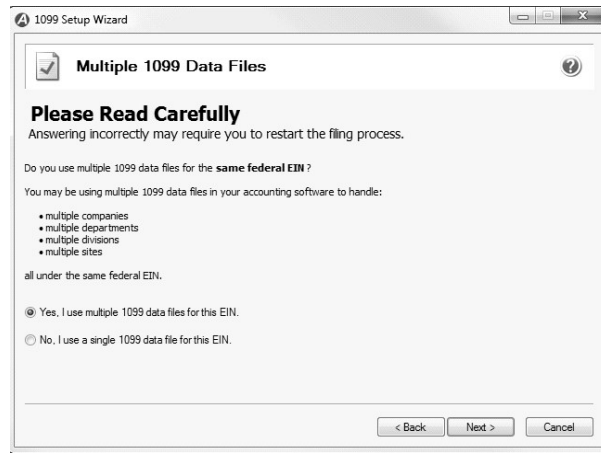 1099 Setup Wizard
Multiple 1099 Data Files
Please Read Carefully
Answering incorrectly may require you to restart the filing process.
Do you use multiple 1099 data files for the same federal EIN ?
You may be using multiple 1099 data files in your accounting software to handle:
• multiple companies
• multiple departments
• multiple divisions
• multiple sites
all under the same federal EIN.
Yes, I use multiple 1099 data files for this EIN.
No, I use a single 1099 data file for this EIN.
< Back Next > Cancel